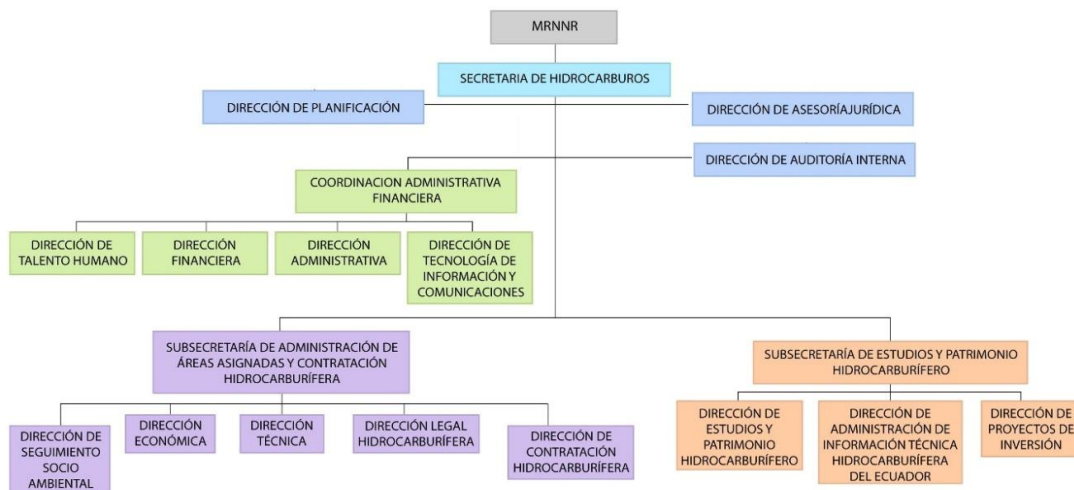 MRNNR
SECRETARIA DE HIDROCARBUROS
DIRECCIÓN DE PLANIFICACIÓN
DIRECCIÓN DE ASESORÍAJURÍDICA
DIRECCIÓN DE AUDITORÍA INTERNA
COORDINACION ADMINISTRATIVA
FINANCIERA
DIRECCIÓN DE
TALENTO HUMANO
DIRECCIÓN
FINANCIERA
DIRECCIÓN
ADMINISTRATIVA
DIRECCIÓN DE
TECNOLOGÍA DE
INFORMACIÓN Y
COMUNICACIONES
SUBSECRETARÍA DE ADMINISTRACIÓN DE
ÁREAS ASIGNADAS Y CONTRATACIÓN
HIDROCARBURÍFERA
SUBSECRETARÍA DE ESTUDIOS Y PATRIMONIO
HIDROCARBURÍFERO
DIRECCIÓN DE
SEGUIMIENTO
SOCIO
AMBIENTAL
DIRECCIÓN
ECONÓMICA
DIRECCIÓN
TÉCNICA
DIRECCIÓN LEGAL
HIDROCARBURÍFERA
DIRECCIÓN DE
CONTRATACIÓN
HIDROCARBURÍFERA
DIRECCIÓN DE
ESTUDIOS Y
PATRIMONIO
HIDROCARBURÍFERO
DIRECCIÓN DE
ADMINISTRACIÓN DE
INFORMACIÓN TÉCNICA
HIDROCARBURÍFERA
DEL ECUADOR
DIRECCIÓN DE
PROYECTOS DE
INVERSIÓN